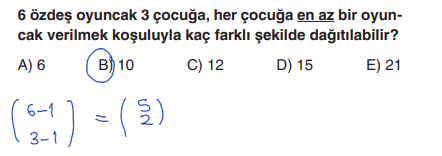 6 özdeş oyuncak 3 çocuğa, her çocuğa en az bir oyun-
cak verilmek koşuluyla kaç farklı şekilde dağıtılabilir?
A) 6 B) 10 C) 12 D) 15 E) 21
(6-1
3-1) = (5
2)